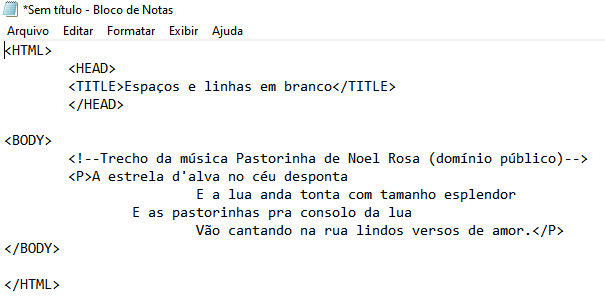 *Sem título - Bloco de Notas
Arquivo Editar Formatar Exibir Ajuda
<HTML>
<HEAD>
<TITLE>Espaços e linhas em branco</TITLE>
</HEAD>
<BODY>
<!--Trecho da música Pastorinha de Noel Rosa (domínio público)-->
<P>A estrela d'alva no céu desponta
E a lua anda tonta com tamanho esplendor
E as pastorinhas pra consolo da lua
Vão cantando na rua lindos versos de amor.</P>
</BODY>
</HTML>